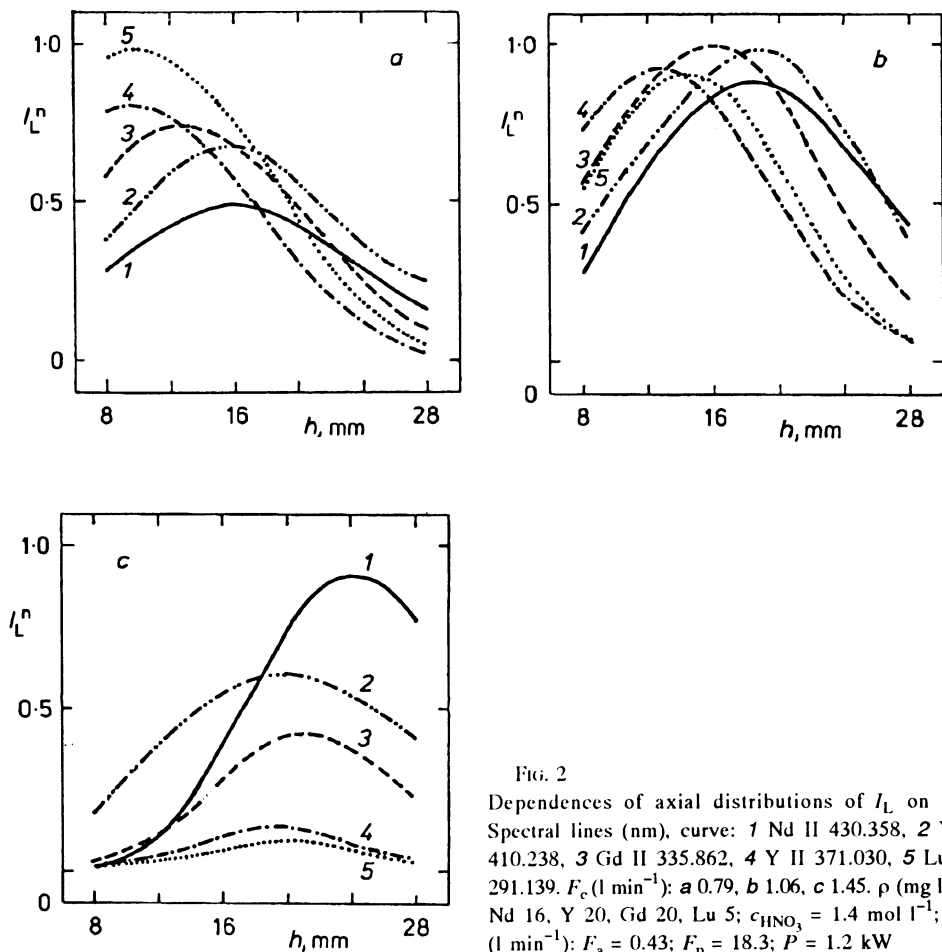 1·0
0·5
0
I_L^n
a
5
4
3
2
1
8
16
28
h, mm
1·0
0·5
0
b
4
3
5
2
1
8
16
28
h, mm
1·0
0·5
0
I_L^n
c
1
2
3
4
5
8
16
28
h, mm
FIG. 2
Dependences of axial distributions of I_L on
Spectral lines (nm), curve: 1 Nd II 430.358, 2 Y
410.238, 3 Gd II 335.862, 4 Y II 371.030, 5 Lu
291.139. F_c (l min⁻¹): a 0.79, b 1.06, c 1.45. ρ (mg l
Nd 16, Y 20, Gd 20, Lu 5; c_HNO₃ = 1.4 mol l⁻¹;
(l min⁻¹): F_a = 0.43; F_p = 18.3; P = 1.2 kW